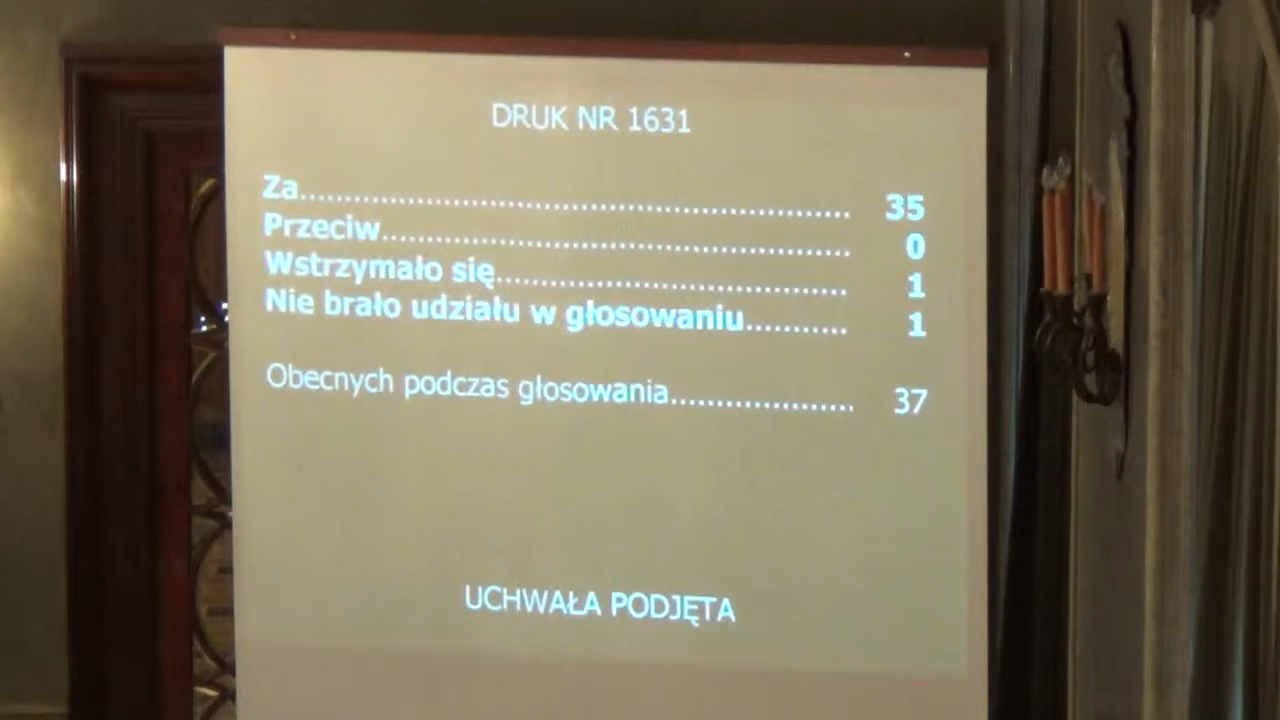 DRUK NR 1631
Za........................................................................ 35
Przeciw............................................................. 0
Wstrzymało się.............................................. 1
Nie brało udziału w głosowaniu........... 1
Obecnych podczas głosowania...................... 37
UCHWAŁA PODJĘTA